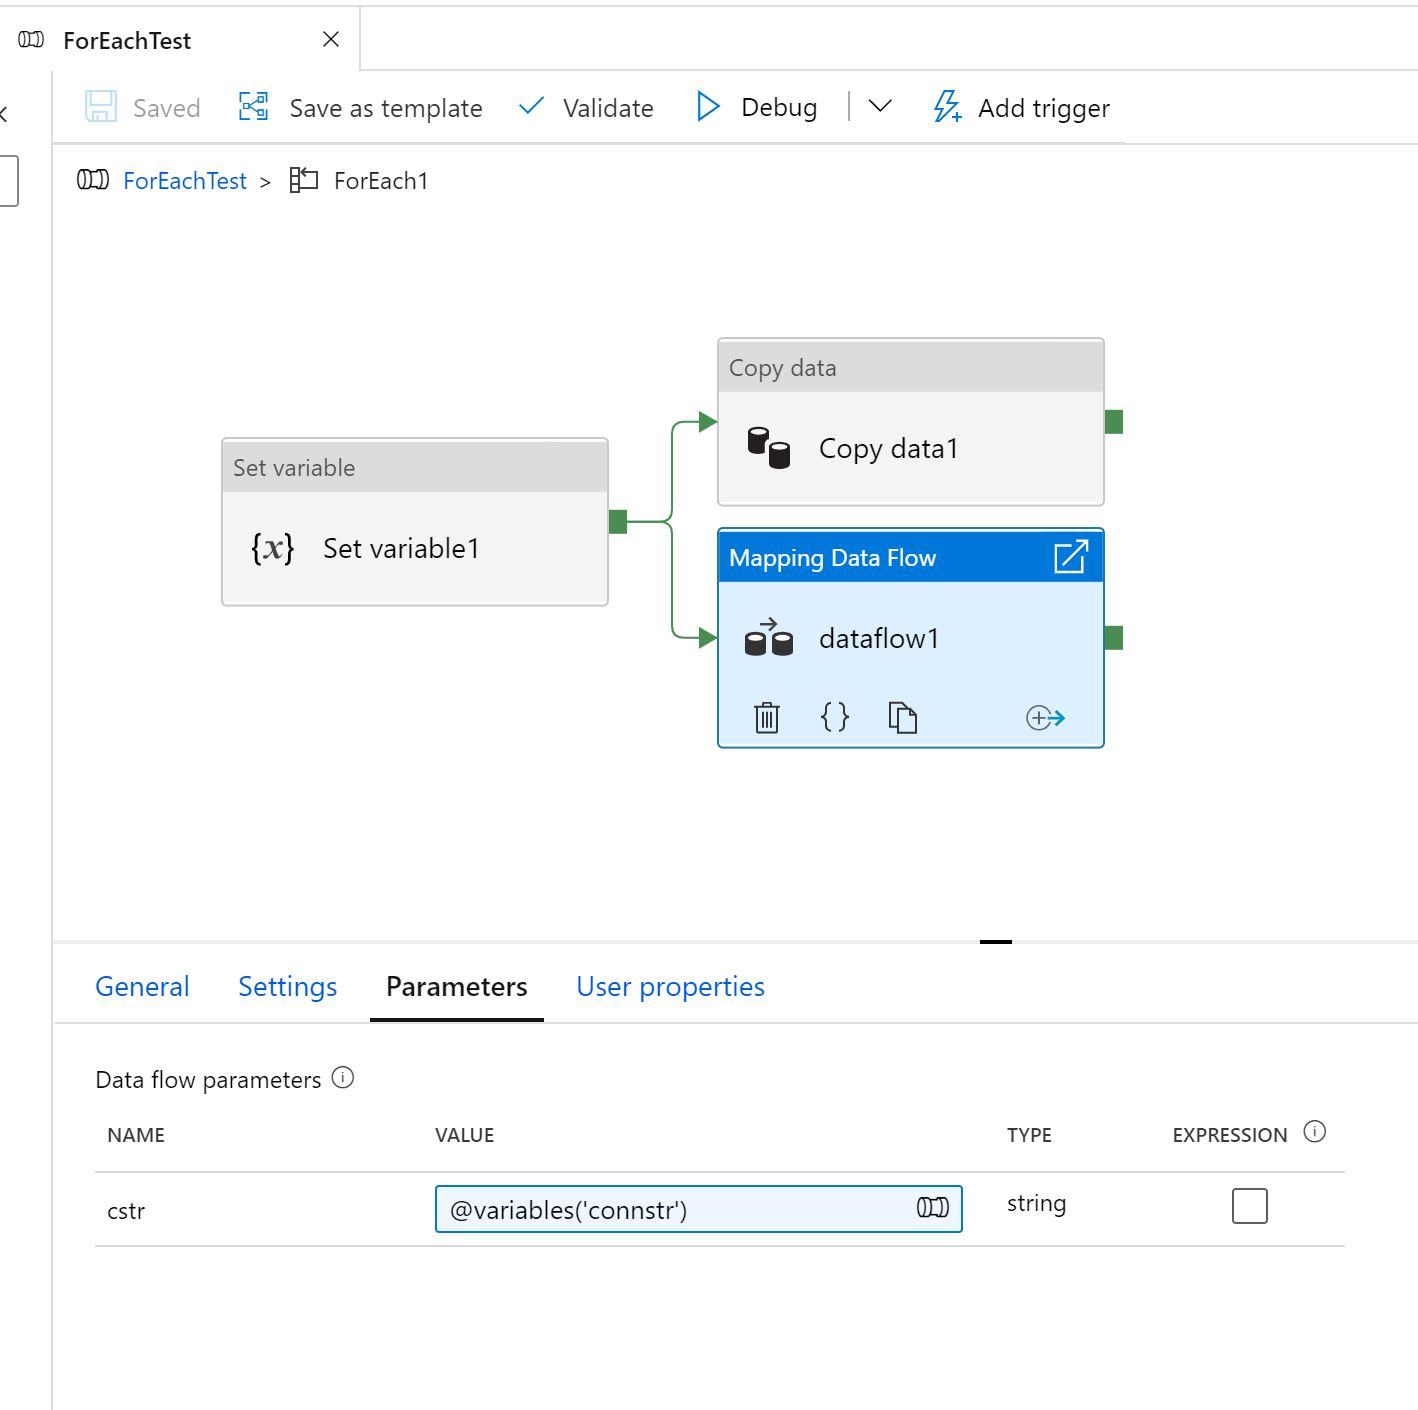 ForEachTest
Saved Save as template Validate Debug Add trigger
ForEachTest > ForEach1
Copy data
Copy data1
Set variable
{x} Set variable1
Mapping Data Flow
dataflow1
{}
General Settings Parameters User properties
Data flow parameters
NAME VALUE TYPE EXPRESSION
cstr @variables('connstr') string